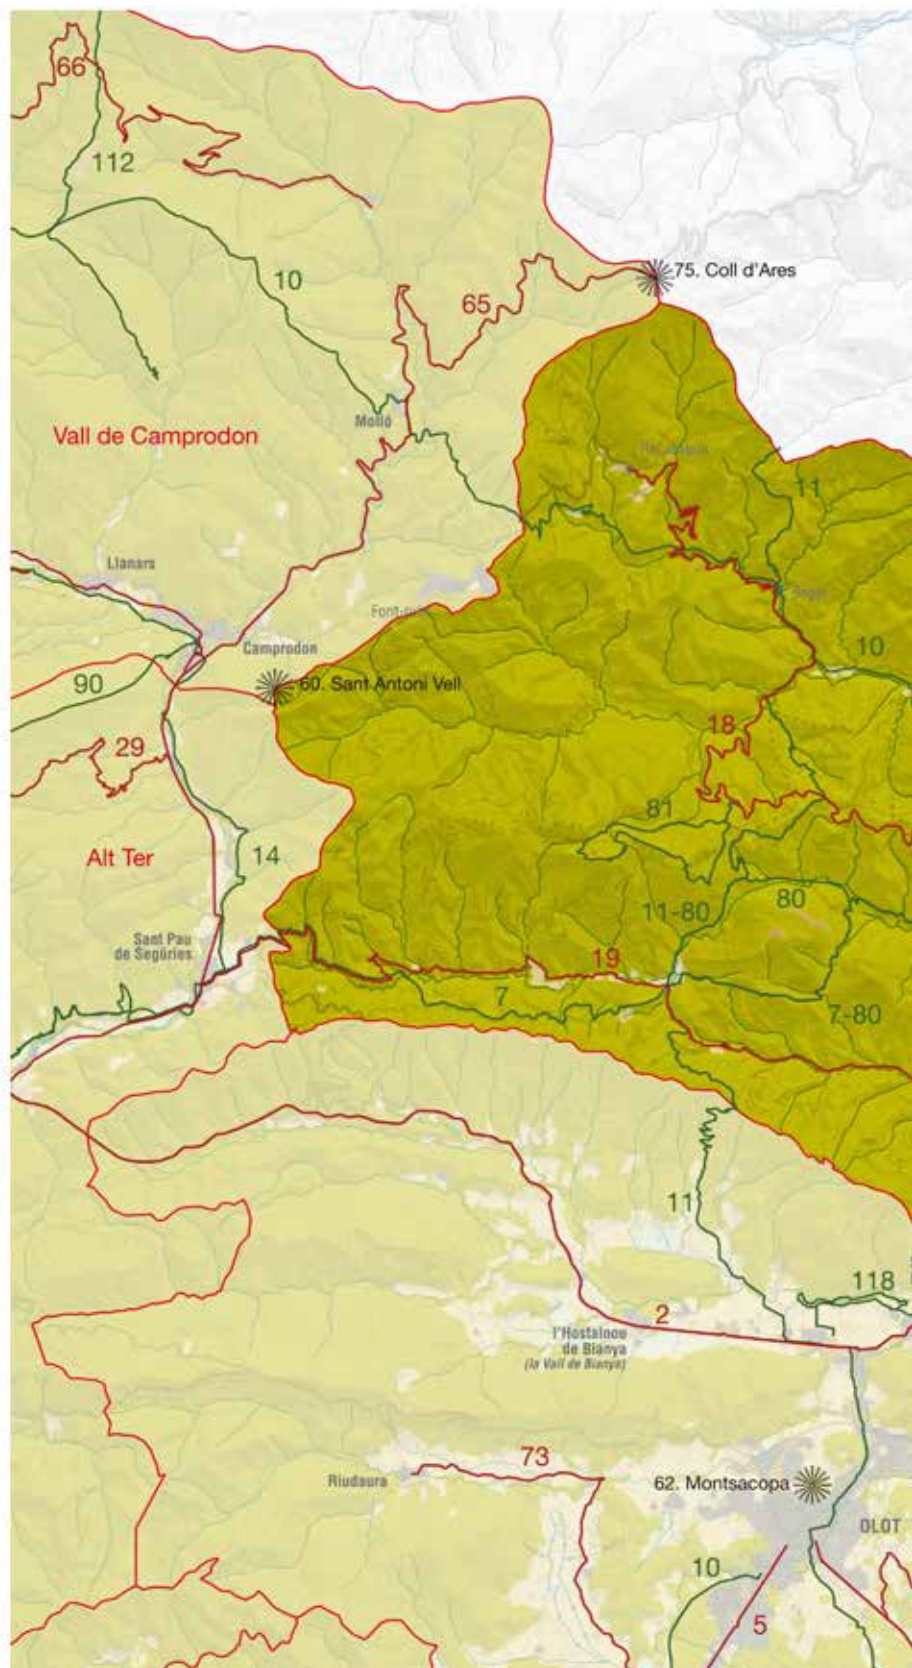 66
112
10
75. Coll d'Ares
65
Molló
Vall de Camprodon
11
Llanars
Camprodon
10
90
60. Sant Antoni Vell
29
18
81
Alt Ter
14
11-80
80
Sant Pau
de Segúries
19
7
7-80
11
118
2
l'Hostalnou
de Bianya
(la Vall de Bianya)
73
Riudaura
62. Montsacopa
OLOT
10
5